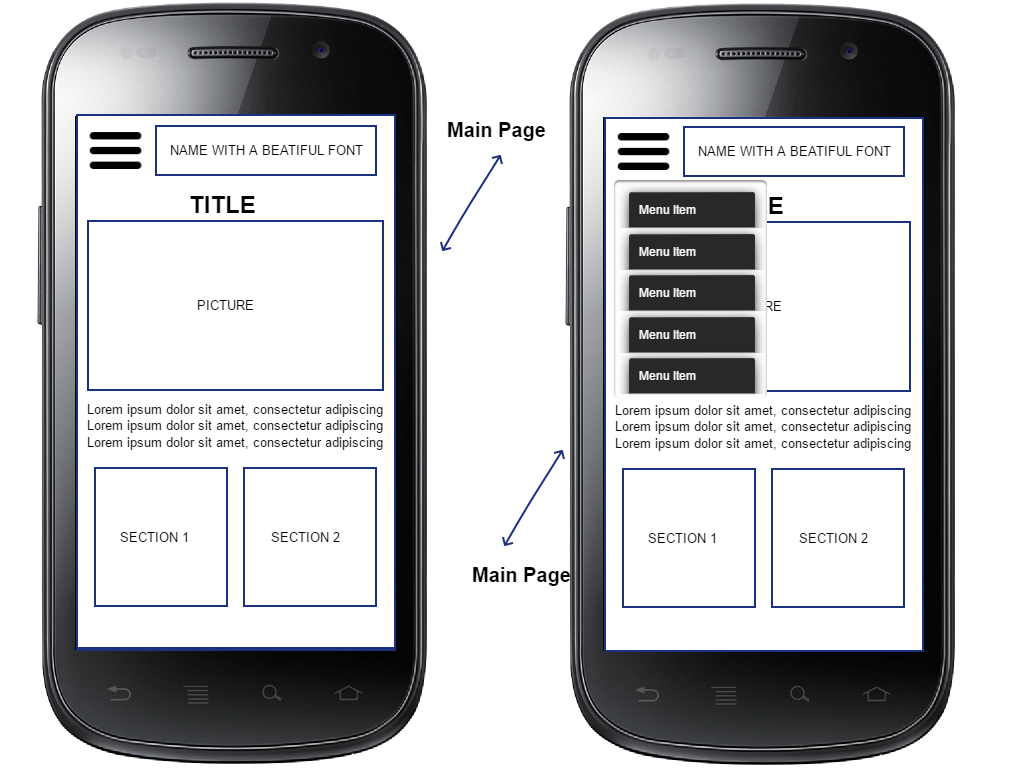 NAME WITH A BEATIFUL FONT
TITLE
PICTURE
Lorem ipsum dolor sit amet, consectetur adipiscing
Lorem ipsum dolor sit amet, consectetur adipiscing
Lorem ipsum dolor sit amet, consectetur adipiscing
SECTION 1
SECTION 2
Main Page
Main Page
NAME WITH A BEATIFUL FONT
E
Menu Item
Menu Item
Menu Item
RE
Menu Item
Menu Item
Lorem ipsum dolor sit amet, consectetur adipiscing
Lorem ipsum dolor sit amet, consectetur adipiscing
Lorem ipsum dolor sit amet, consectetur adipiscing
SECTION 1
SECTION 2